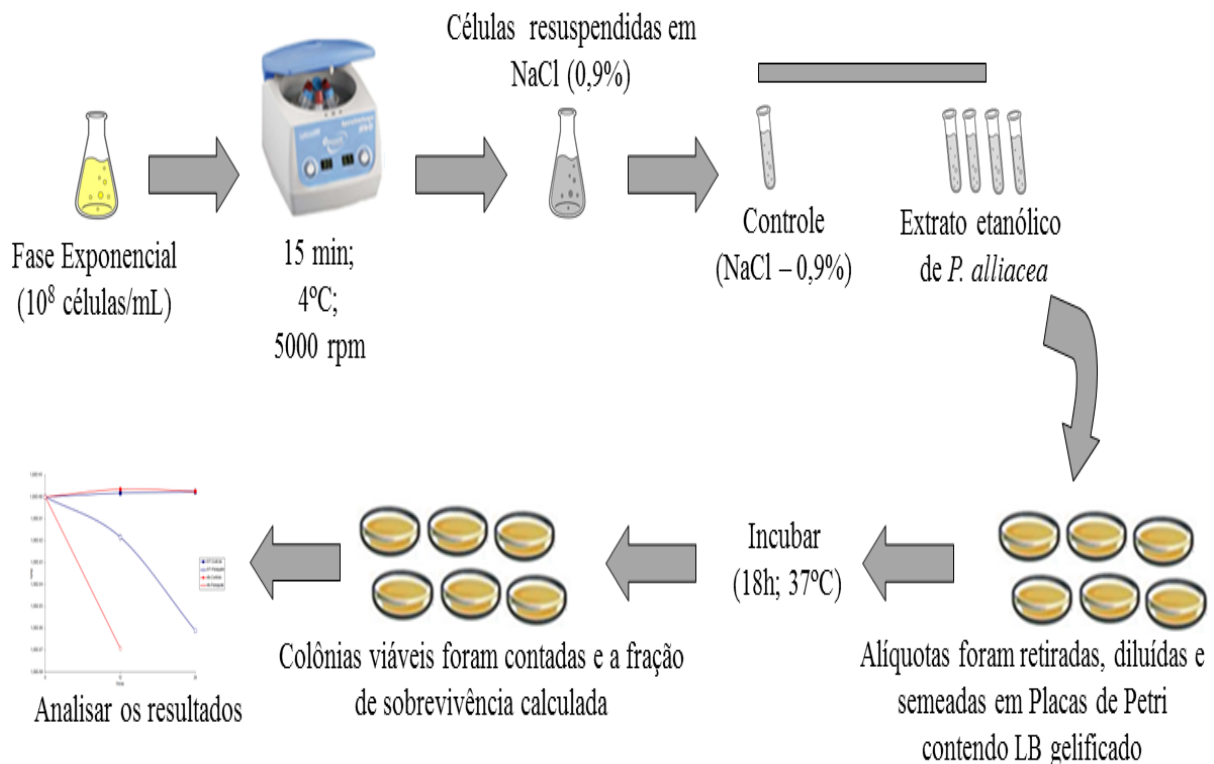 Células resuspendidas em
NaCl (0,9%)
Fase Exponencial
(10⁸ células/mL)
15 min;
4ºC;
5000 rpm
Controle
(NaCl – 0,9%)
Extrato etanólico
de P. alliacea
Alíquotas foram retiradas, diluídas e
semeadas em Placas de Petri
contendo LB gelificado
Incubar
(18h; 37ºC)
Colônias viáveis foram contadas e a fração
de sobrevivência calculada
Analisar os resultados